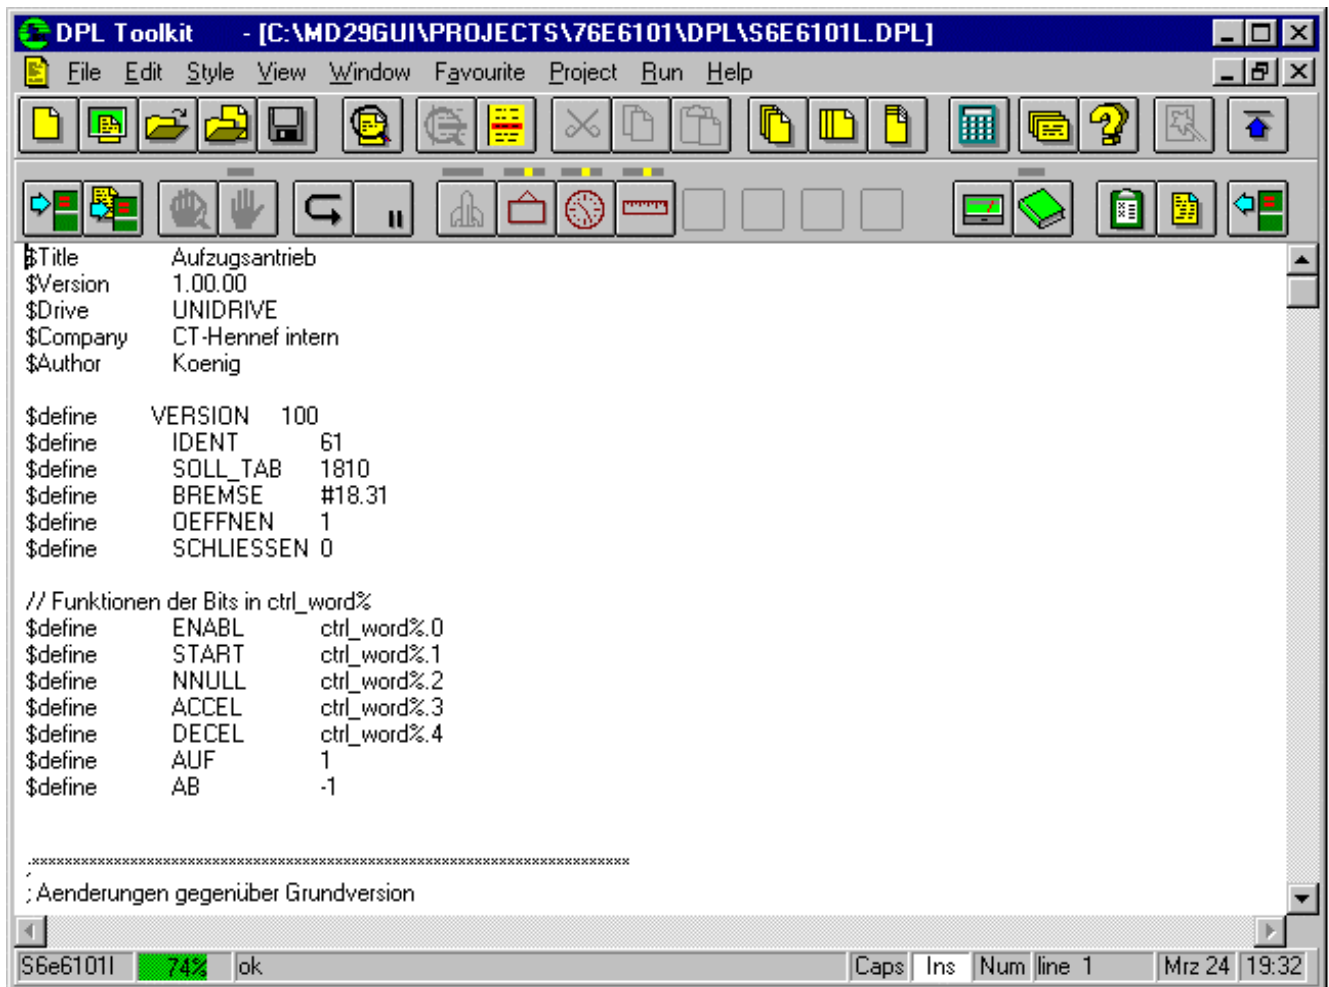 DPL Toolkit - [C:\MD29GUI\PROJECTS\76E6101\DPL\S6E6101L.DPL]
File Edit Style View Window Favourite Project Run Help
$Title Aufzugsantrieb
$Version 1.00.00
$Drive UNIDRIVE
$Company CT-Hennef intern
$Author Koenig
$define VERSION 100
$define IDENT 61
$define SOLL_TAB 1810
$define BREMSE #18.31
$define OEFFNEN 1
$define SCHLIESSEN 0
// Funktionen der Bits in ctrl_word%
$define ENABL ctrl_word%.0
$define START ctrl_word%.1
$define NNULL ctrl_word%.2
$define ACCEL ctrl_word%.3
$define DECEL ctrl_word%.4
$define AUF 1
$define AB -1
;*************************************************************************
; Aenderungen gegenüber Grundversion
S6e6101l 74% ok Caps Ins Num line 1 Mrz 24 19:32